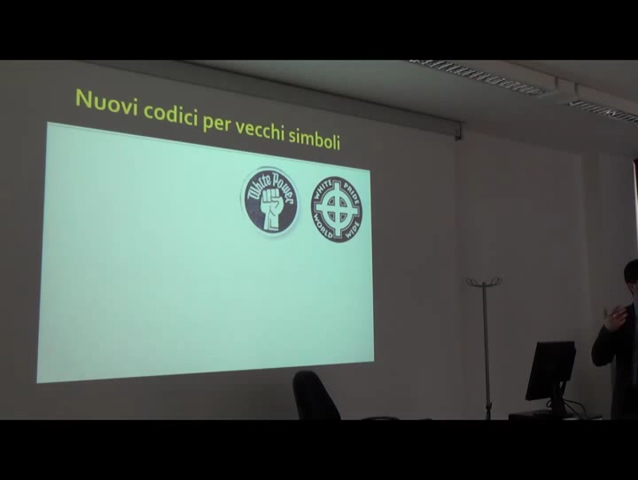 Nuovi codici per vecchi simboli
White Power
WHITE PRIDE
WORLD WIDE